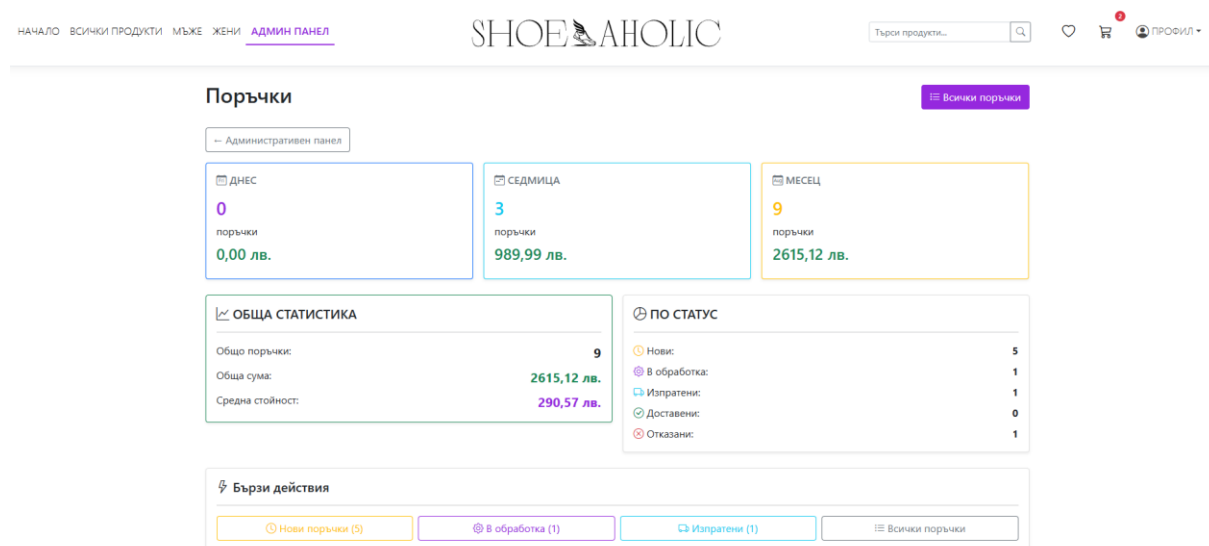 НАЧАЛО ВСИЧКИ ПРОДУКТИ МЪЖЕ ЖЕНИ АДМИН ПАНЕЛ SHOE AHOLIC Търси продукти... 2 ПРОФИЛ
Поръчки Всички поръчки
← Административен панел
ДНЕС СЕДМИЦА МЕСЕЦ
0 3 9
поръчки поръчки поръчки
0,00 лв. 989,99 лв. 2615,12 лв.
ОБЩА СТАТИСТИКА
Общо поръчки: 9
Обща сума: 2615,12 лв.
Средна стойност: 290,57 лв.
ПО СТАТУС
Нови: 5
В обработка: 1
Изпратени: 1
Доставени: 0
Отказани: 1
Бързи действия
Нови поръчки (5) В обработка (1) Изпратени (1) Всички поръчки